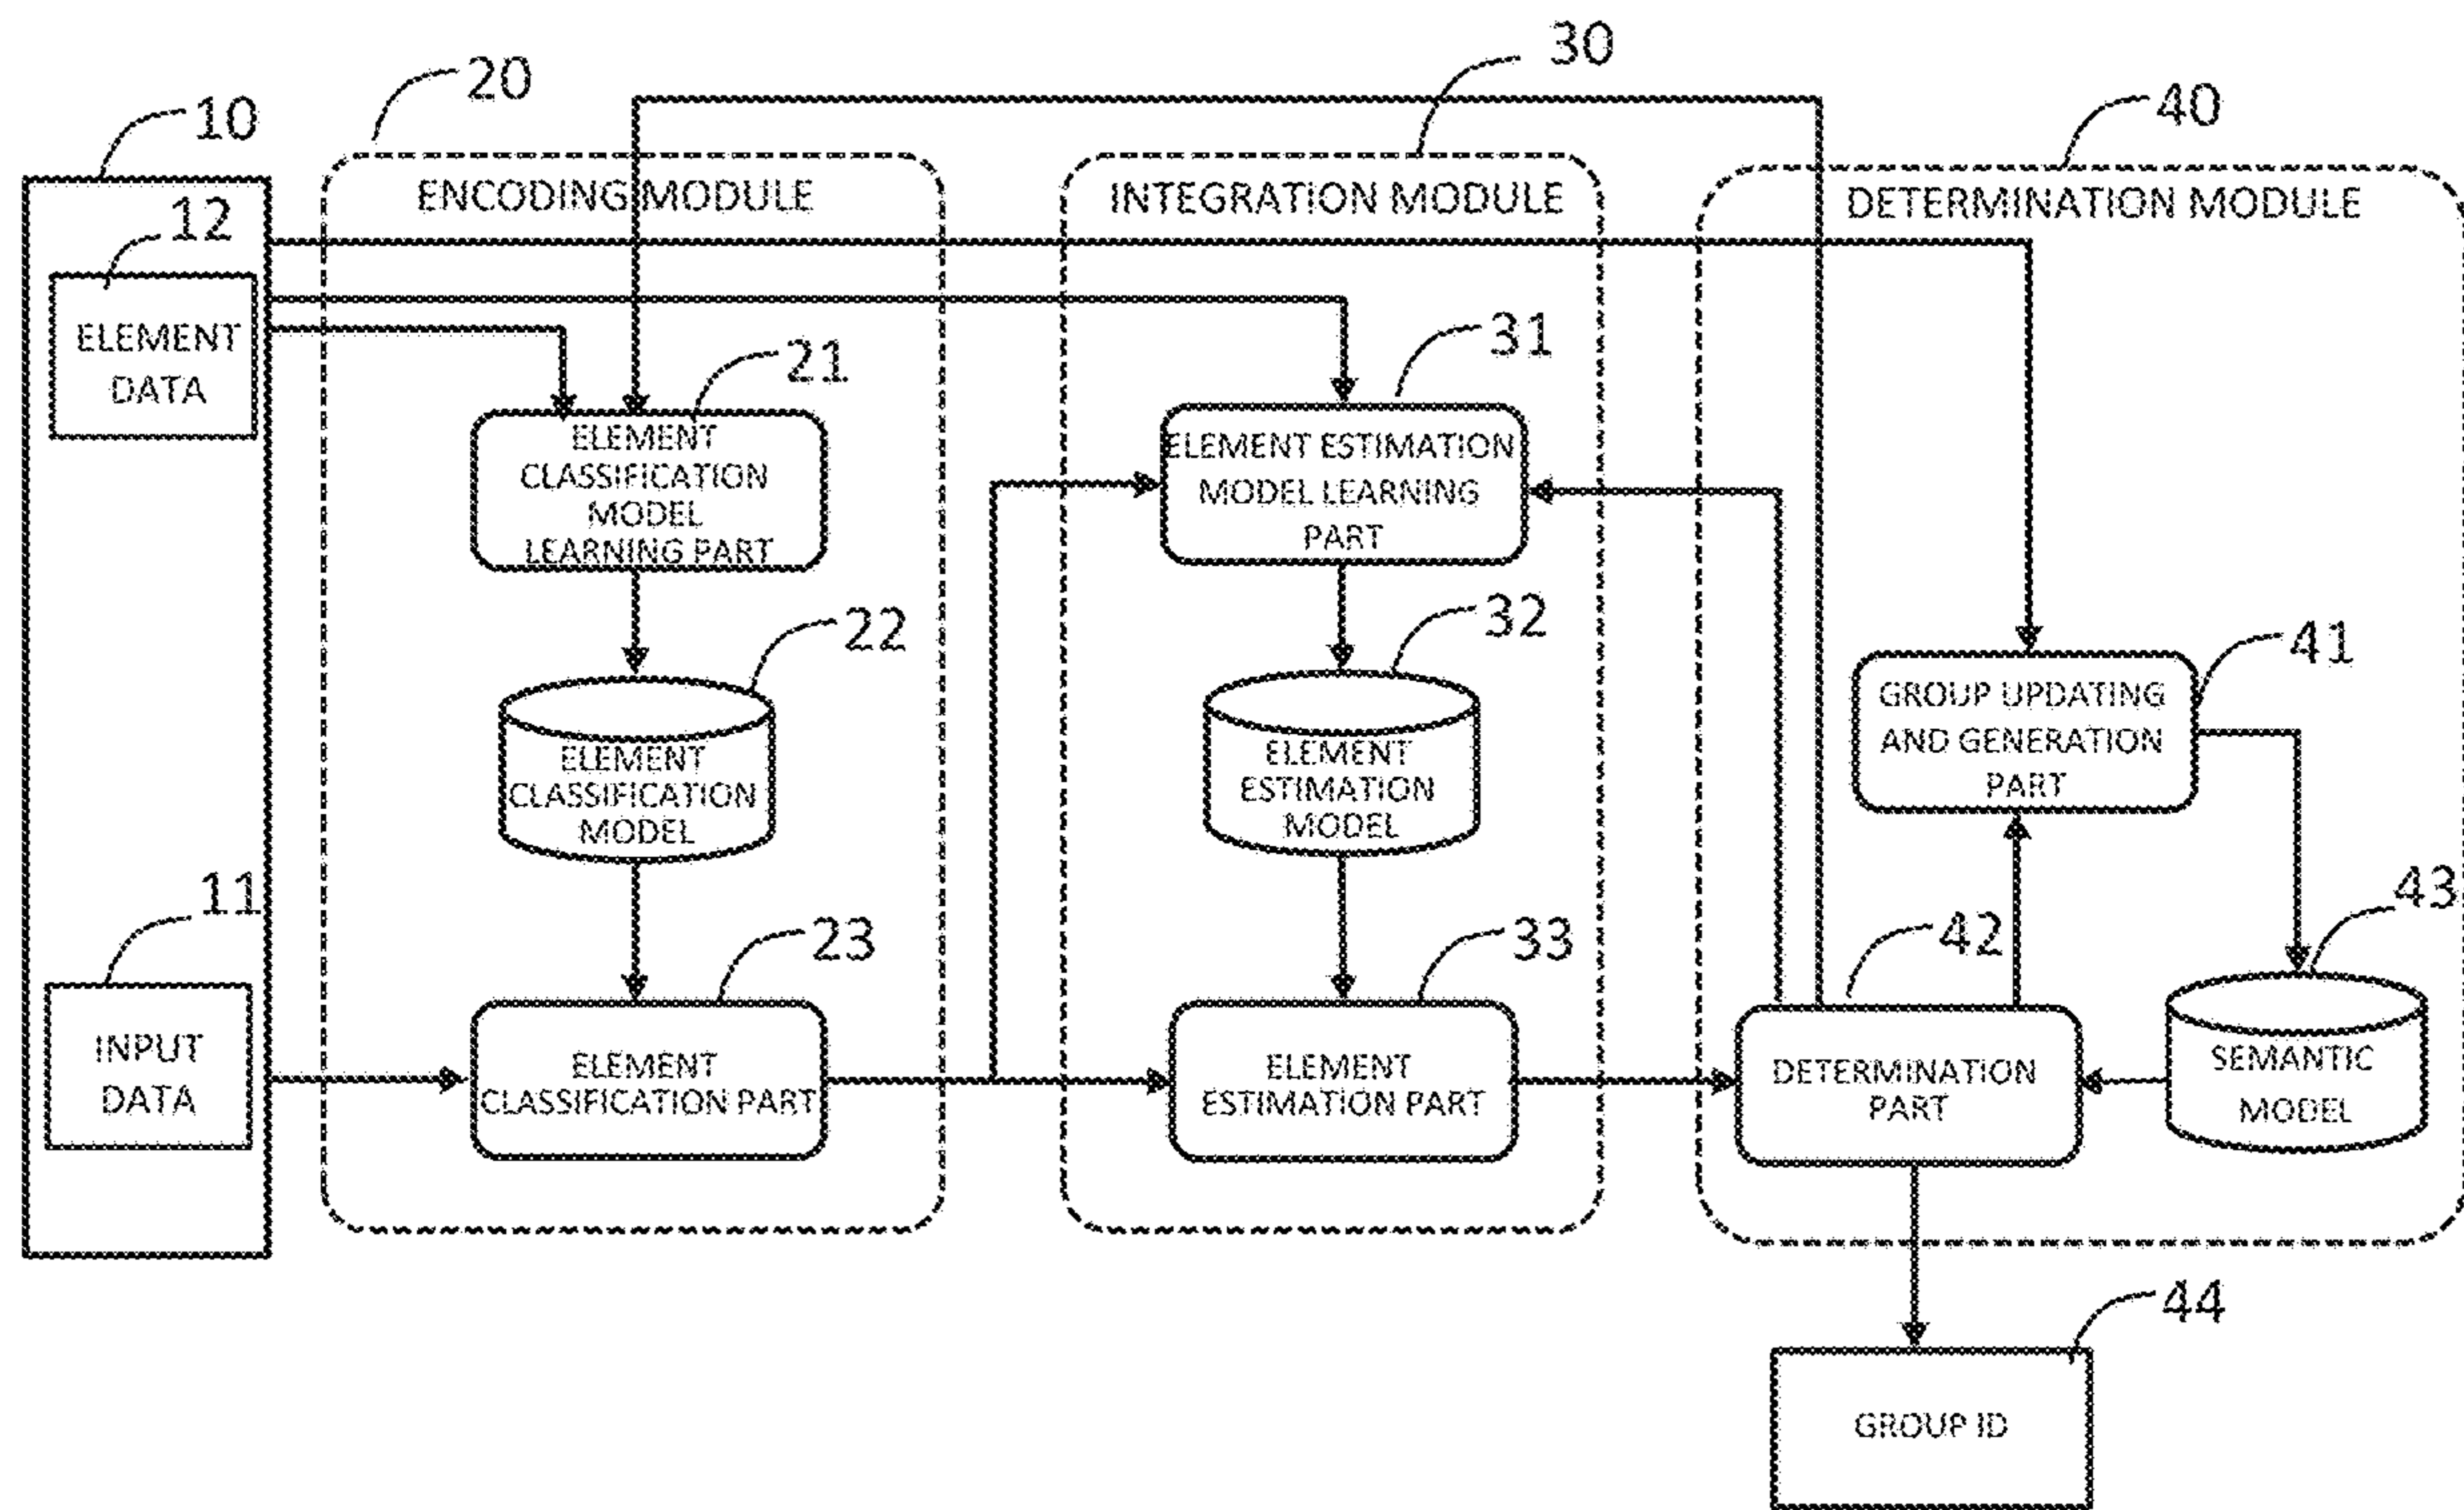 30
20
40
10
ENCODING MODULE
INTEGRATION MODULE
DETERMINATION MODULE
12
ELEMENT
DATA
21
ELEMENT
CLASSIFICATION
MODEL
LEARNING PART
31
ELEMENT ESTIMATION
MODEL LEARNING
PART
22
ELEMENT
CLASSIFICATION
MODEL
32
ELEMENT
ESTIMATION
MODEL
41
GROUP UPDATING
AND GENERATION
PART
11
INPUT
DATA
23
ELEMENT
CLASSIFICATION PART
33
ELEMENT
ESTIMATION PART
42
DETERMINATION
PART
43
SEMANTIC
MODEL
44
GROUP ID